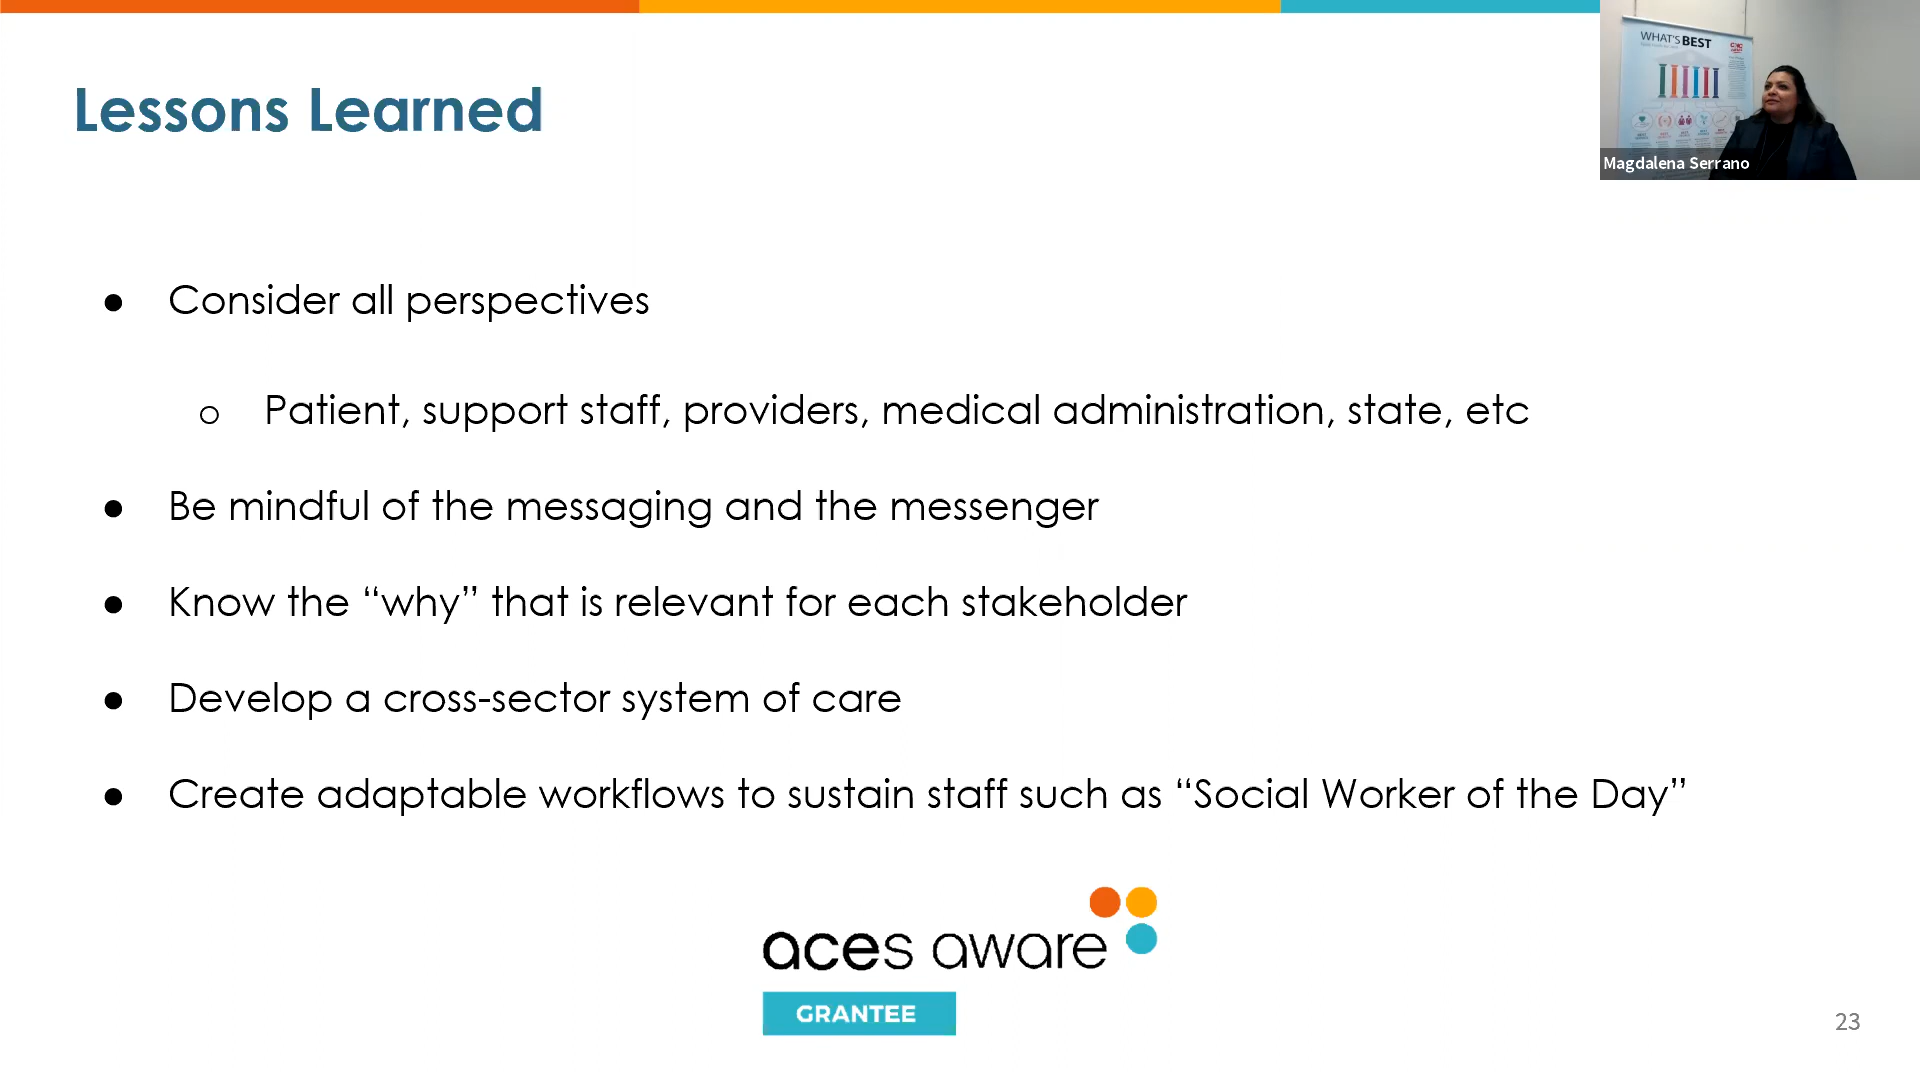 WHAT'S BEST
Magdalena Serrano
Lessons Learned
● Consider all perspectives
o Patient, support staff, providers, medical administration, state, etc
● Be mindful of the messaging and the messenger
● Know the “why” that is relevant for each stakeholder
● Develop a cross-sector system of care
● Create adaptable workflows to sustain staff such as “Social Worker of the Day”
aces aware
GRANTEE
23